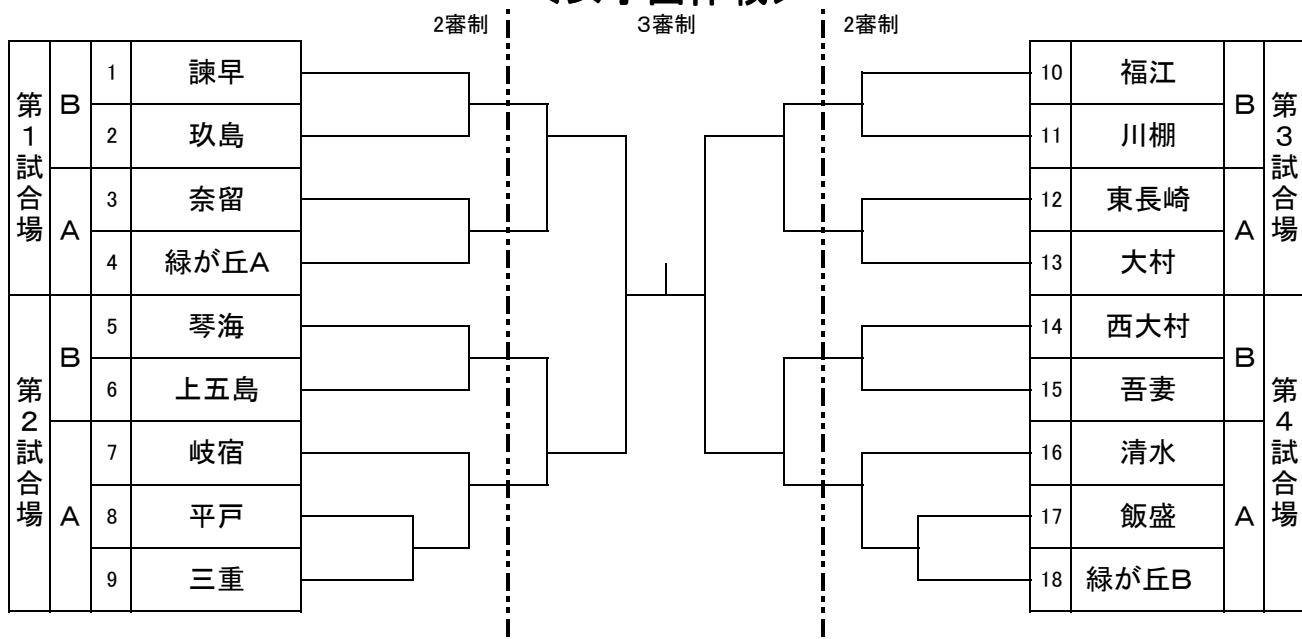 2審制 3審制 2審制
第1試合場
B
1 諫早
2 玖島
A
3 奈留
4 緑が丘A
第2試合場
B
5 琴海
6 上五島
A
7 岐宿
8 平戸
9 三重
10 福江
11 川棚
B
12 東長崎
13 大村
A
第3試合場
14 西大村
15 吾妻
B
16 清水
17 飯盛
18 緑が丘B
A
第4試合場